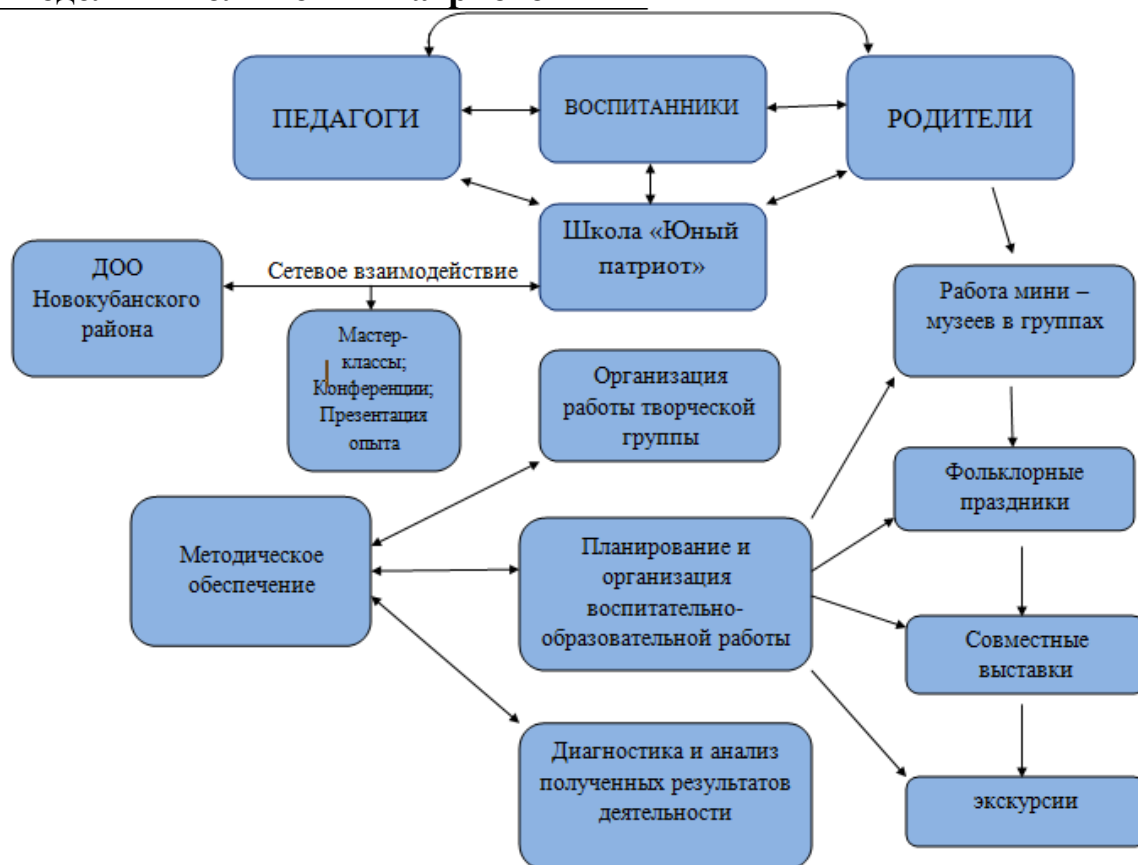 ПЕДАГОГИ
ВОСПИТАННИКИ
РОДИТЕЛИ
Школа «Юный
патриот»
ДОО
Новокубанского
района
Сетевое взаимодействие
Мастер-
классы;
Конференции;
Презентация
опыта
Работа мини –
музеев в группах
Организация
работы творческой
группы
Фольклорные
праздники
Методическое
обеспечение
Планирование и
организация
воспитательно-
образовательной работы
Совместные
выставки
Диагностика и анализ
полученных результатов
деятельности
экскурсии